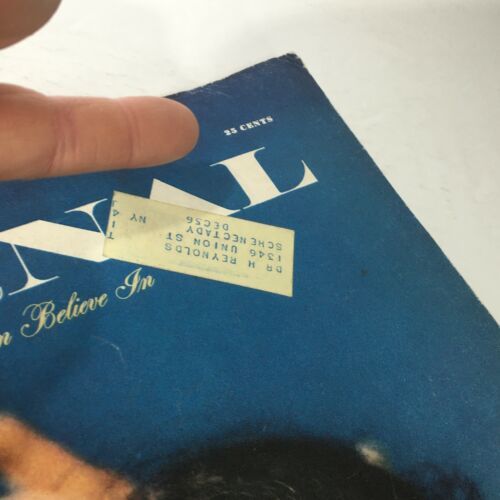 25 CENTS
NAL
DR H REYNOLDS
1346 UNION ST
SCHENECTADY NY
DEC56
Believe In